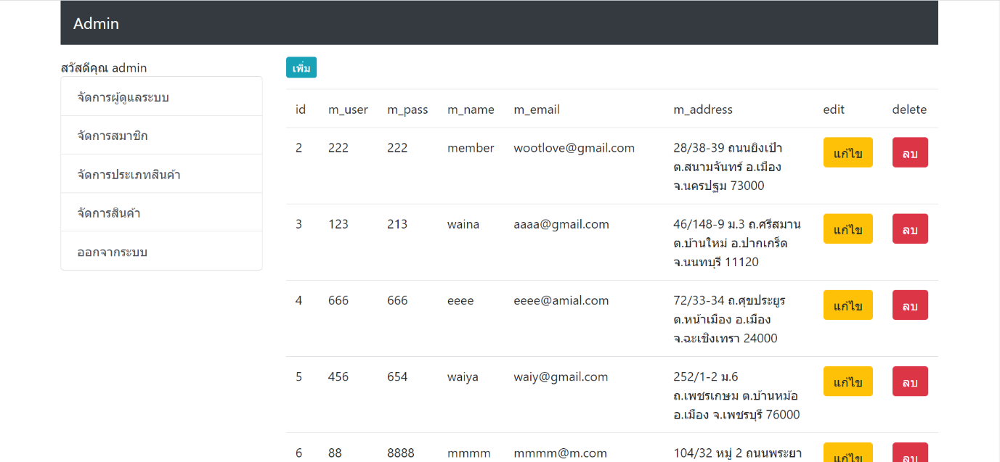 Admin
สวัสดีคุณ admin
จัดการผู้ดูแลระบบ
จัดการสมาชิก
จัดการประเภทสินค้า
จัดการสินค้า
ออกจากระบบ
เพิ่ม
id m_user m_pass m_name m_email m_address edit delete
2 222 222 member wootlove@gmail.com 28/38-39 ถนนยิงเป้า แก้ไข ลบ
ต.สนามจันทร์ อ.เมือง
จ.นครปฐม 73000
3 123 213 waina aaaa@gmail.com 46/148-9 ม.3 ถ.ศรีสมาน แก้ไข ลบ
ต.บ้านใหม่ อ.ปากเกร็ด
จ.นนทบุรี 11120
4 666 666 eeee eeee@amial.com 72/33-34 ถ.ศุขประยูร แก้ไข ลบ
ต.หน้าเมือง อ.เมือง
จ.ฉะเชิงเทรา 24000
5 456 654 waiya waiy@gmail.com 252/1-2 ม.6 แก้ไข ลบ
ถ.เพชรเกษม ต.บ้านหม้อ
อ.เมือง จ.เพชรบุรี 76000
6 88 8888 mmmm mmmm@m.com 104/32 หมู่ 2 ถนนพระยา แก้ไข ลบ